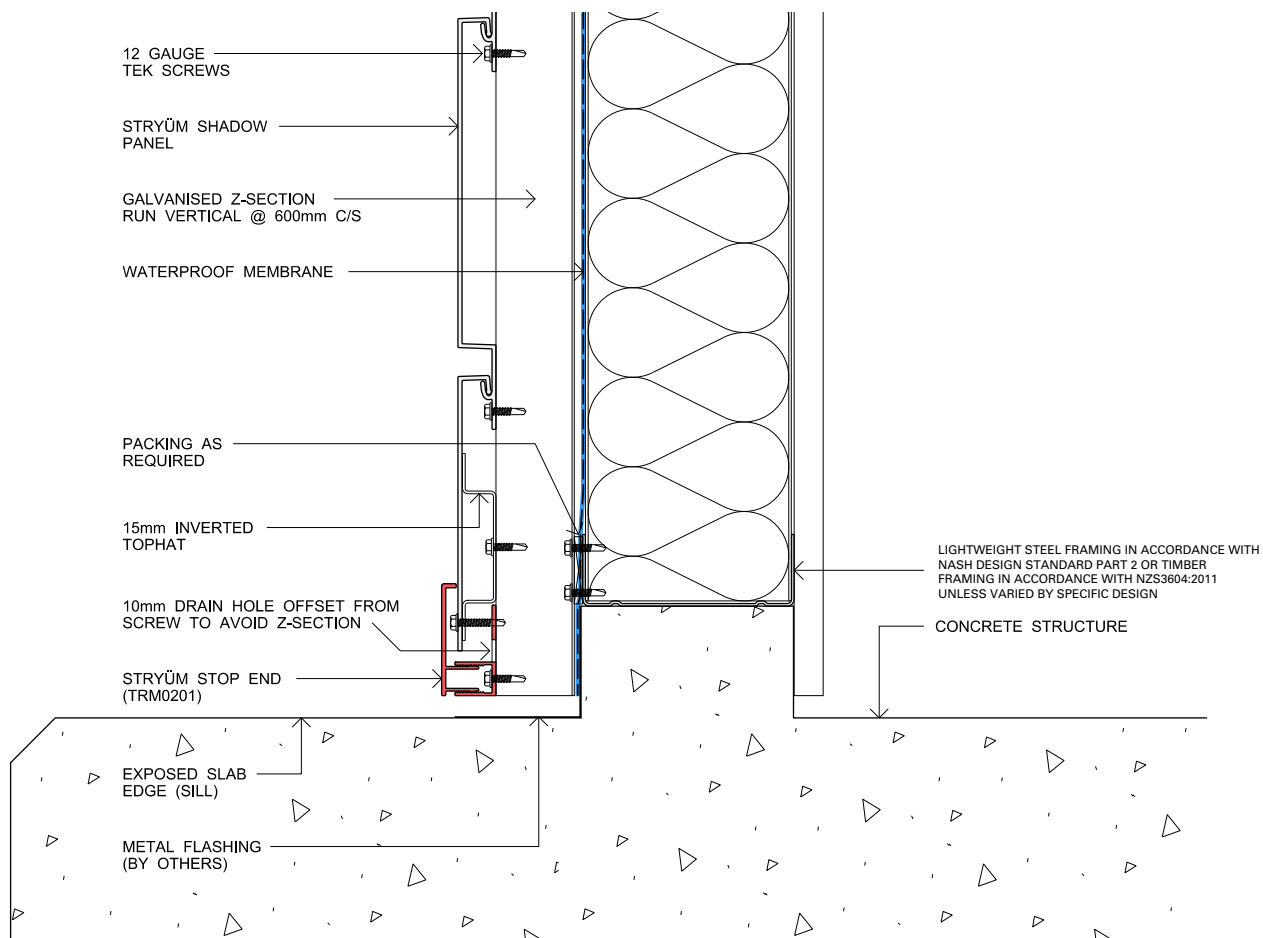 12 GAUGE
TEK SCREWS
STRYÜM SHADOW
PANEL
GALVANISED Z-SECTION
RUN VERTICAL @ 600mm C/S
WATERPROOF MEMBRANE
PACKING AS
REQUIRED
15mm INVERTED
TOPHAT
10mm DRAIN HOLE OFFSET FROM
SCREW TO AVOID Z-SECTION
STRYÜM STOP END
(TRM0201)
EXPOSED SLAB
EDGE (SILL)
METAL FLASHING
(BY OTHERS)
LIGHTWEIGHT STEEL FRAMING IN ACCORDANCE WITH
NASH DESIGN STANDARD PART 2 OR TIMBER
FRAMING IN ACCORDANCE WITH NZS3604:2011
UNLESS VARIED BY SPECIFIC DESIGN
CONCRETE STRUCTURE